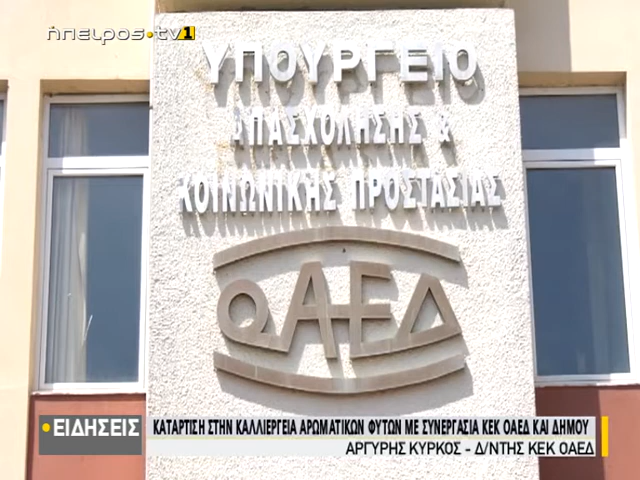 ήπειρος·tv1
ΥΠΟΥΡΓΕΙΟ
ΑΠΑΣΧΟΛΗΣΗΣ &
ΚΟΙΝΩΝΙΚΗΣ ΠΡΟΣΤΑΣΙΑΣ
ΟΑΕΔ
ΕΙΔΗΣΕΙΣ
ΚΑΤΑΡΤΙΣΗ ΣΤΗΝ ΚΑΛΛΙΕΡΓΕΙΑ ΑΡΩΜΑΤΙΚΩΝ ΦΥΤΩΝ ΜΕ ΣΥΝΕΡΓΑΣΙΑ ΚΕΚ ΟΑΕΔ ΚΑΙ ΔΗΜΟΥ
ΑΡΓΥΡΗΣ ΚΥΡΚΟΣ - Δ/ΝΤΗΣ ΚΕΚ ΟΑΕΔ